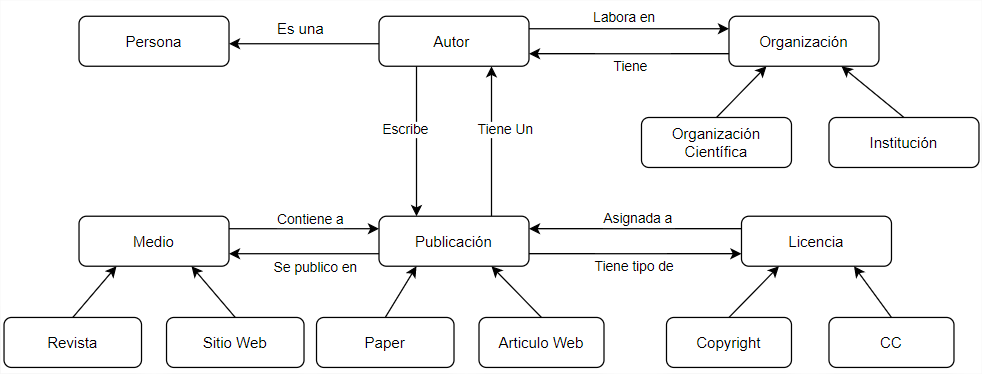 Persona
Es una
Autor
Labora en
Tiene
Organización
Escribe
Tiene Un
Organización
Científica
Institución
Medio
Contiene a
Se publico en
Publicación
Asignada a
Tiene tipo de
Licencia
Revista
Sitio Web
Paper
Articulo Web
Copyright
CC